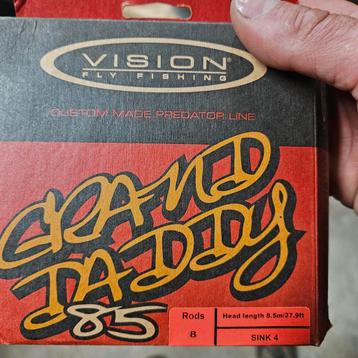 VISION®
FLY FISHING
CUSTOM MADE PREDATOR LINE
GRAND
DADDY
85
Rods
8
Head length 8.5m/27.9ft
SINK 4